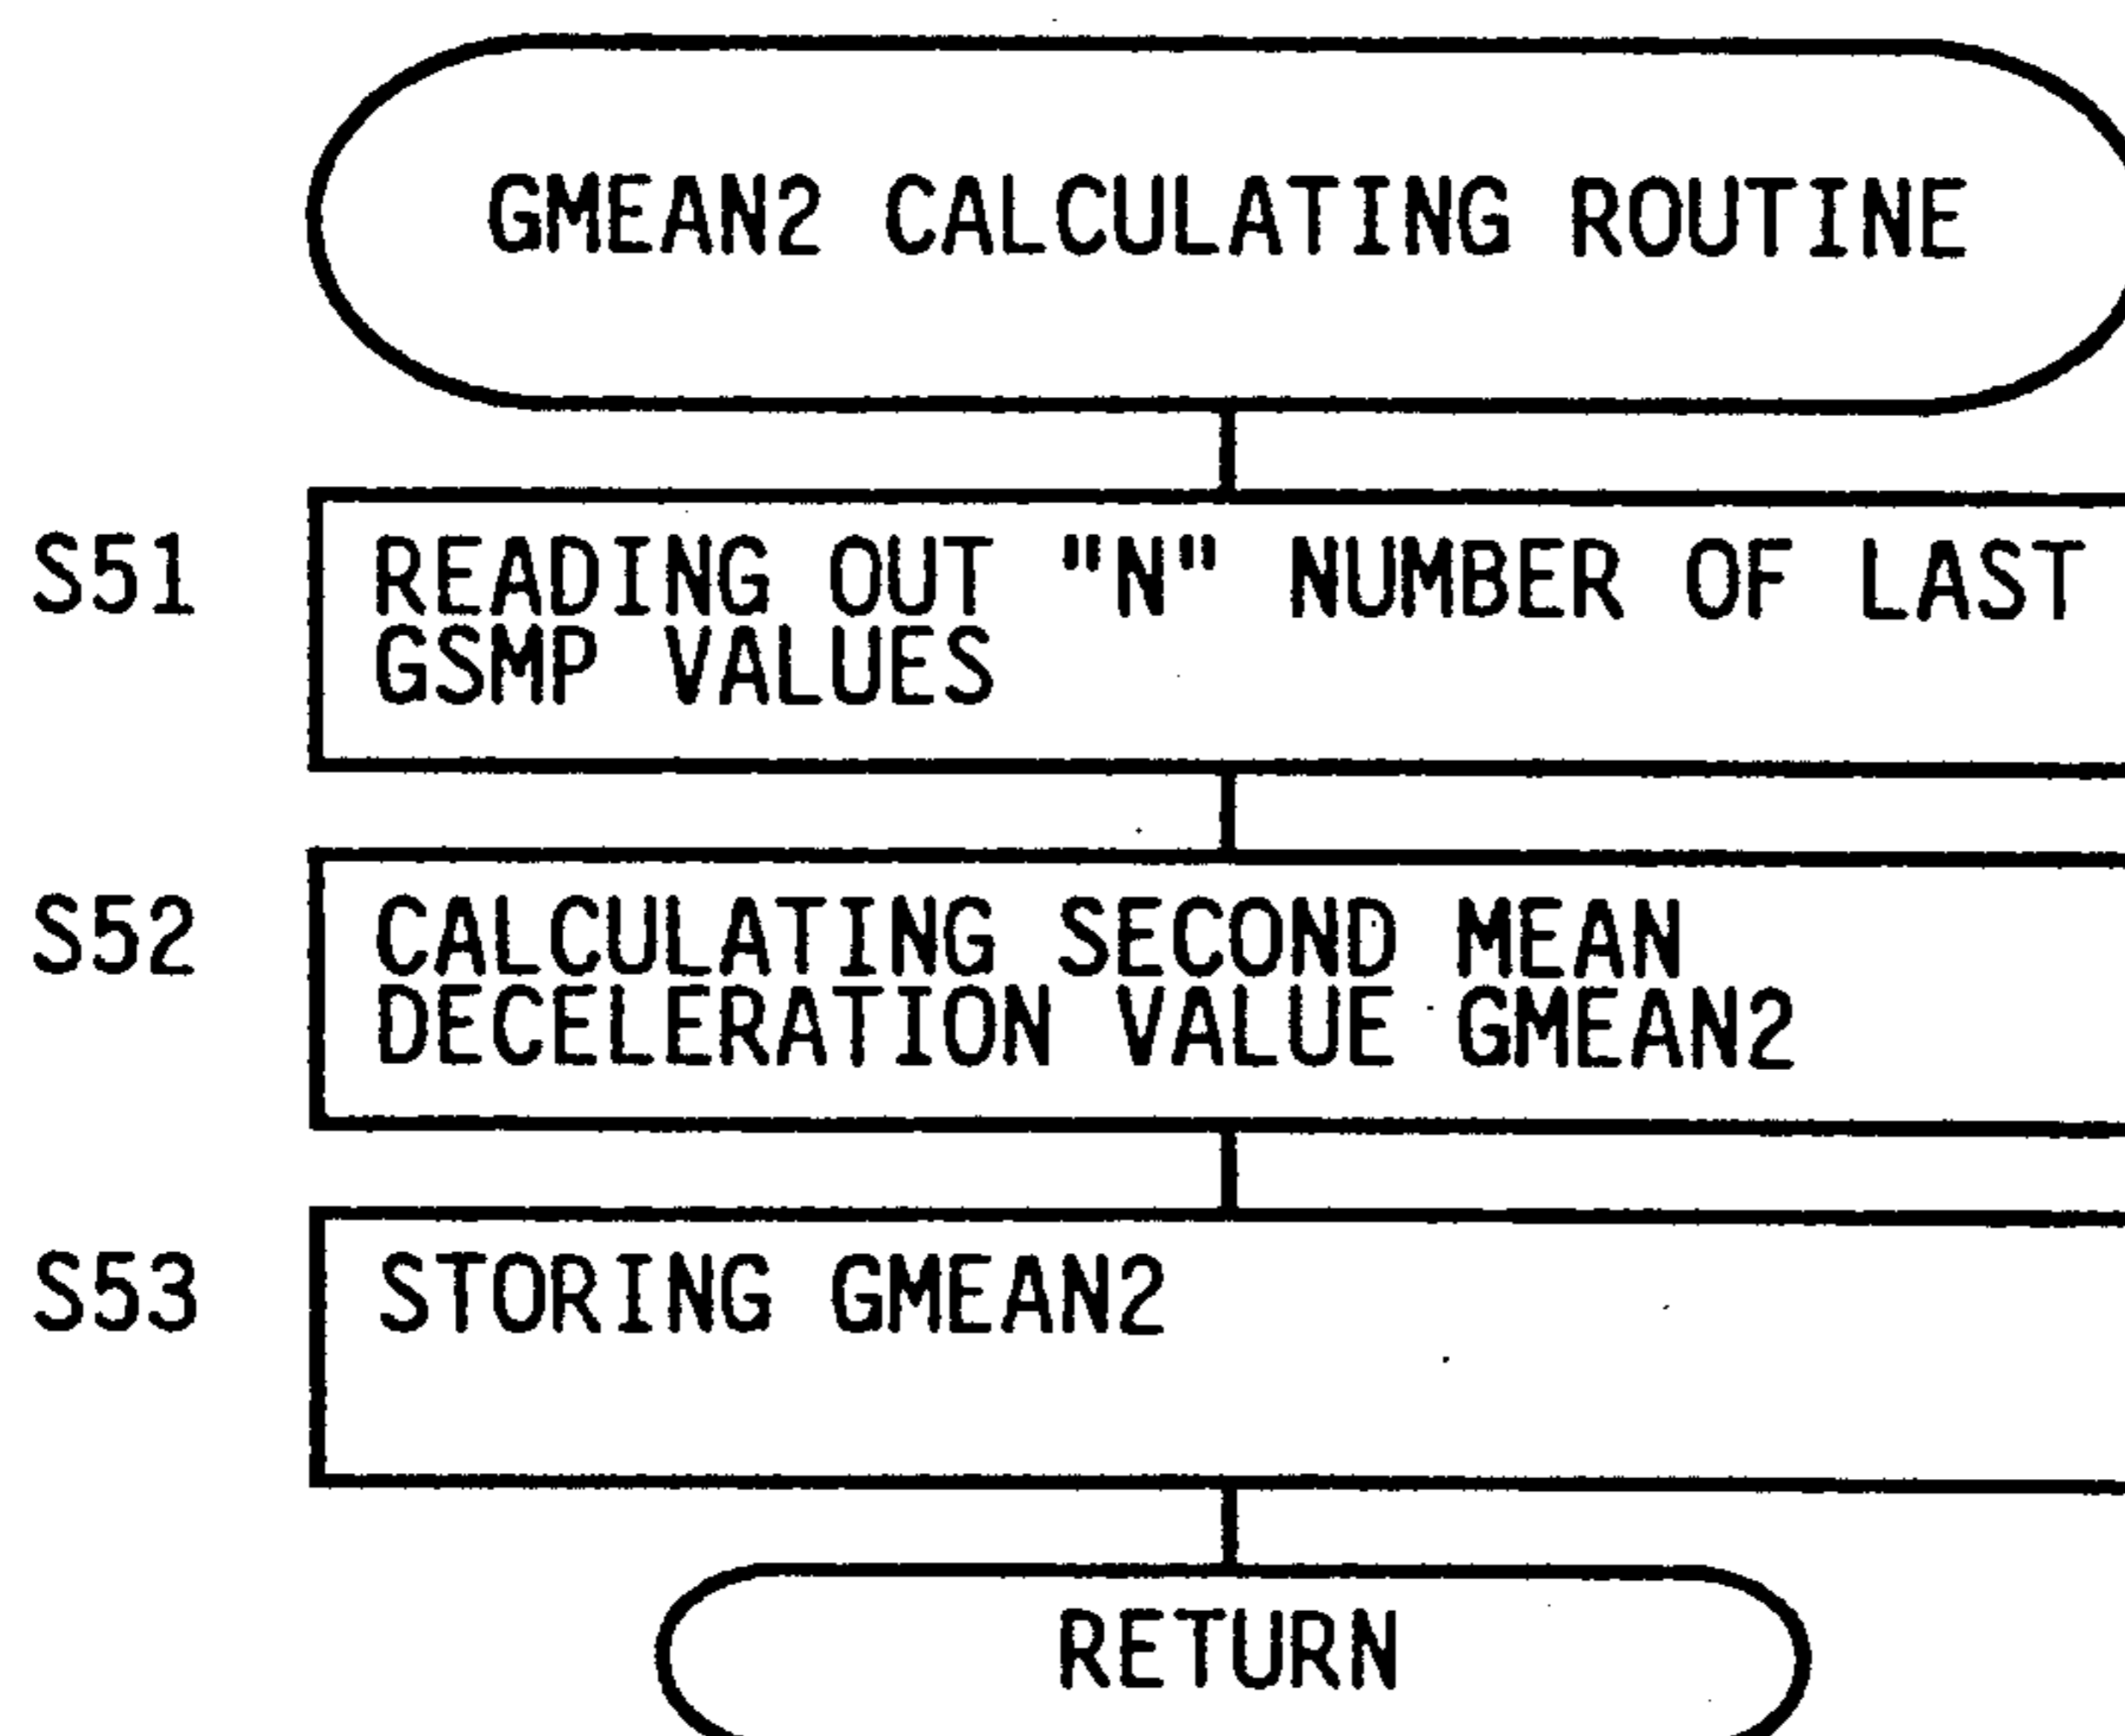 GMEAN2 CALCULATING ROUTINE
S51
READING OUT "N" NUMBER OF LAST
GSMP VALUES
S52
CALCULATING SECOND MEAN
DECELERATION VALUE GMEAN2
S53
STORING GMEAN2
RETURN